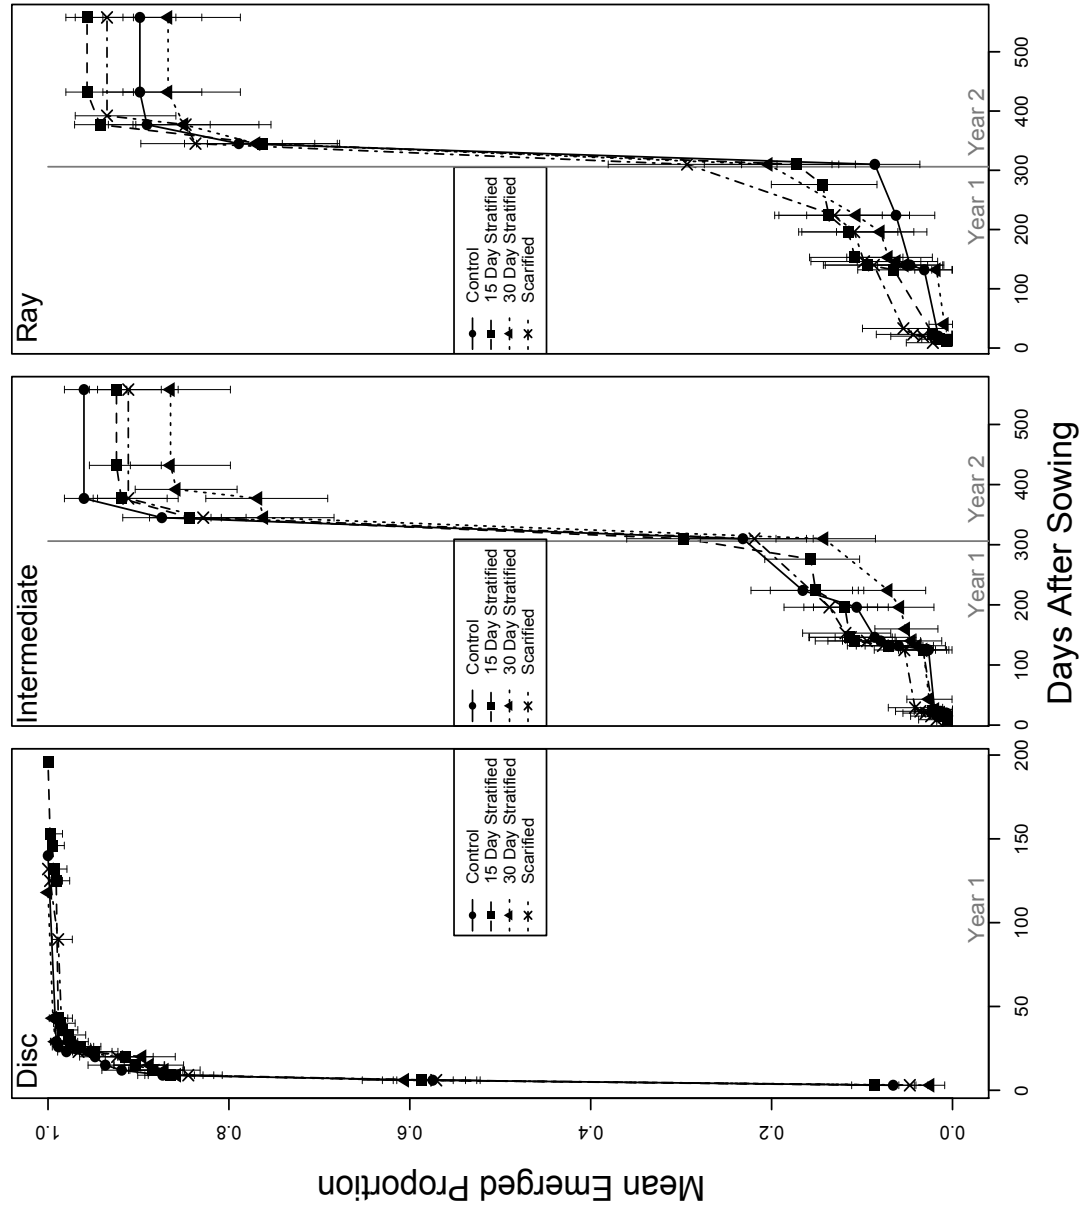 Mean Emerged Proportion
0.0
0.2
0.4
0.6
0.8
1.0
Disc
Control
15 Day Stratified
30 Day Stratified
Scarified
Year 1
0
50
100
150
200
Intermediate
Control
15 Day Stratified
30 Day Stratified
Scarified
Year 1
Year 2
0
100
200
300
400
500
Ray
Control
15 Day Stratified
30 Day Stratified
Scarified
Year 1
Year 2
0
100
200
300
400
500
Days After Sowing